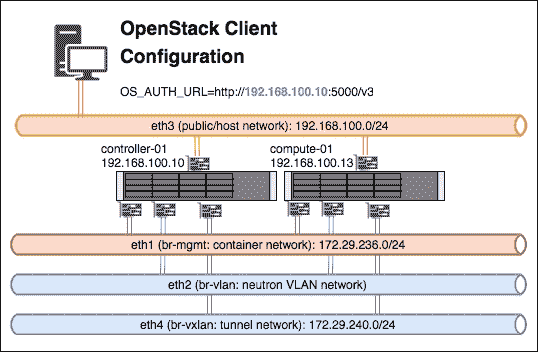 OpenStack Client
Configuration
OS_AUTH_URL=http://192.168.100.10:5000/v3
eth3 (public/host network): 192.168.100.0/24
controller-01
192.168.100.10
compute-01
192.168.100.13
eth1 (br-mgmt: container network): 172.29.236.0/24
eth2 (br-vlan: neutron VLAN network)
eth4 (br-vxlan: tunnel network): 172.29.240.0/24